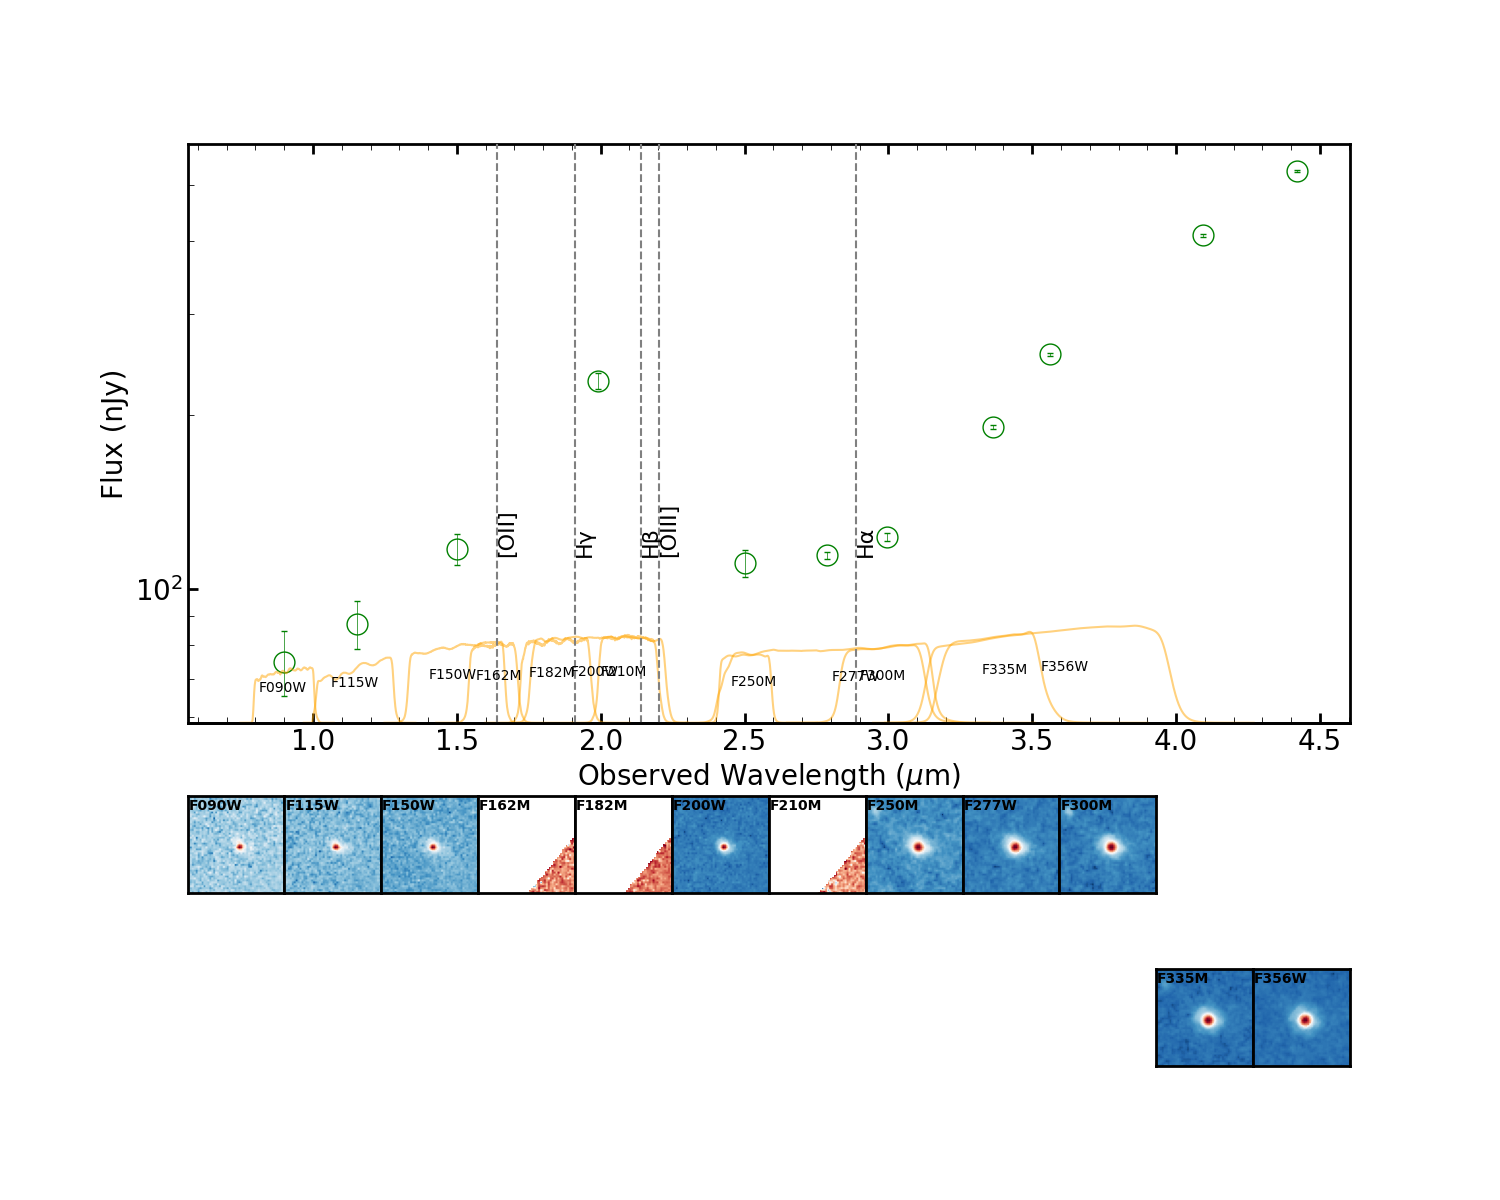 Flux (nJy)
10²
[OII]
Hγ
Hβ
[OIII]
Hα
F090W
F115W
F150W
F162M
F182M
F200W
F210M
F250M
F277W
F300M
F335M
F356W
1.0 1.5 2.0 2.5 3.0 3.5 4.0 4.5
Observed Wavelength (μm)
F090W F115W F150W F162M F182M F200W F210M F250M F277W F300M
F335M F356W